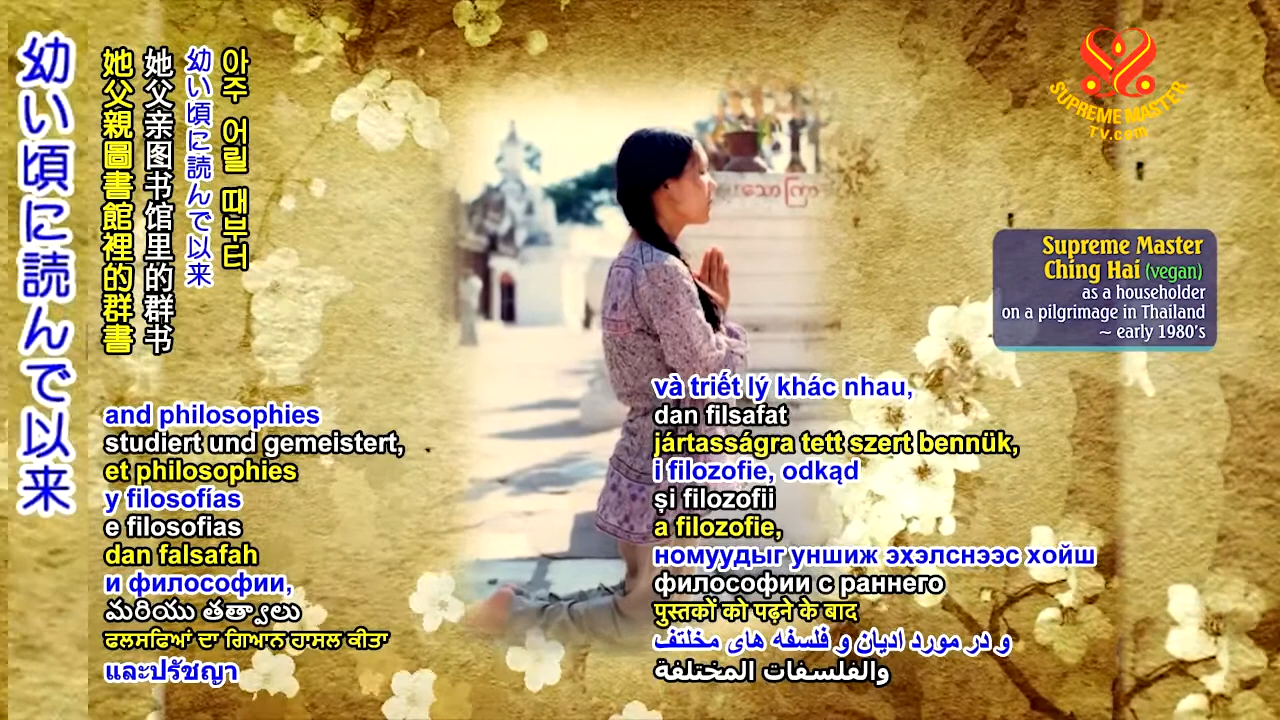 幼い頃に読んで以来
她父親圖書館裡的群書
她父亲图书馆里的群书
幼い頃に読んで以来
아주 어릴 때부터
SUPREME MASTER
TV.com
သောကြာ
Supreme Master
Ching Hai (vegan)
as a householder
on a pilgrimage in Thailand
~ early 1980's
and philosophies
studiert und gemeistert,
et philosophies
y filosofías
e filosofias
dan falsafah
и философии,
మరియు తత్వాలు
ਫਲਸਫਿਆਂ ਦਾ ਗਿਆਨ ਹਾਸਲ ਕੀਤਾ
และปรัชญา
và triết lý khác nhau,
dan filsafat
jártasságra tett szert bennük,
i filozofie, odkąd
și filozofii
a filozofie,
номуудыг уншиж эхэлснээс хойш
философии с раннего
पुस्तकों को पढ़ने के बाद
و در مورد ادیان و فلسفه های مختلف
والفلسفات المختلفة